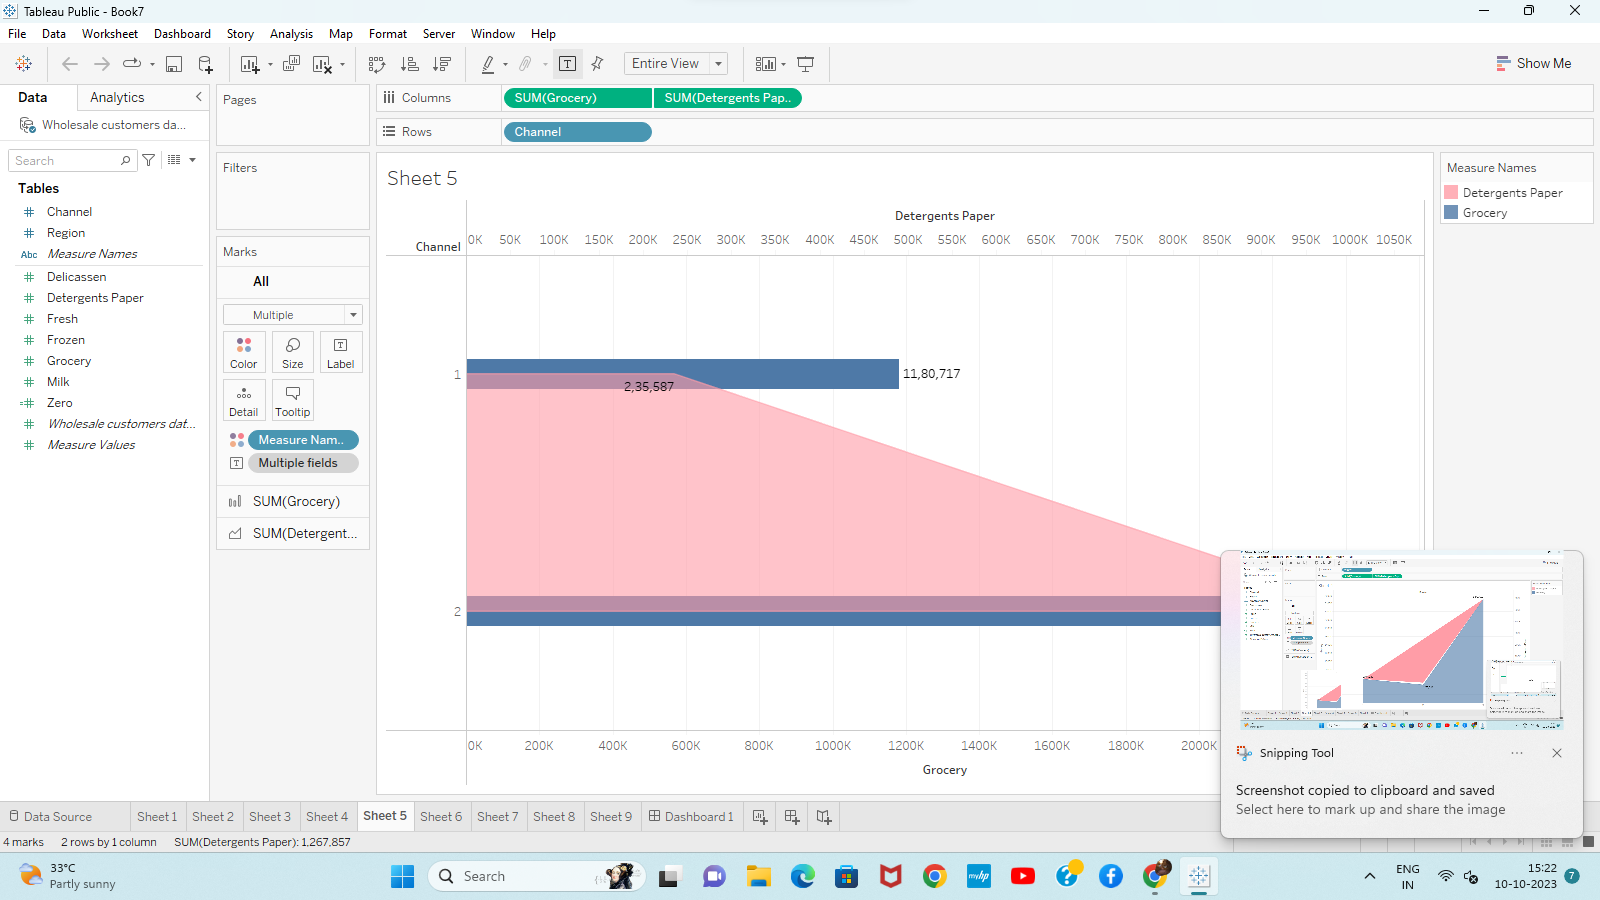 Tableau Public - Book7
File Data Worksheet Dashboard Story Analysis Map Format Server Window Help
Entire View
Show Me
Data Analytics
Wholesale customers da...
Search
Tables
Channel
Region
Abc Measure Names
Delicassen
Detergents Paper
Fresh
Frozen
Grocery
Milk
Zero
Wholesale customers dat...
Measure Values
Pages
Filters
Marks
All
Multiple
Color Size Label
Detail Tooltip
Measure Nam..
Multiple fields
SUM(Grocery)
SUM(Detergent...
Columns SUM(Grocery) SUM(Detergents Pap..
Rows Channel
Sheet 5
Detergents Paper
Channel
0K 50K 100K 150K 200K 250K 300K 350K 400K 450K 500K 550K 600K 650K 700K 750K 800K 850K 900K 950K 1000K 1050K
1
11,80,717
2,35,587
2
0K 200K 400K 600K 800K 1000K 1200K 1400K 1600K 1800K 2000K
Grocery
Measure Names
Detergents Paper
Grocery
Snipping Tool
Screenshot copied to clipboard and saved
Select here to mark up and share the image
Data Source Sheet 1 Sheet 2 Sheet 3 Sheet 4 Sheet 5 Sheet 6 Sheet 7 Sheet 8 Sheet 9 Dashboard 1
4 marks 2 rows by 1 column SUM(Detergents Paper): 1,267,857
33°C
Partly sunny
Search
myhp
ENG
IN
15:22
10-10-2023
7